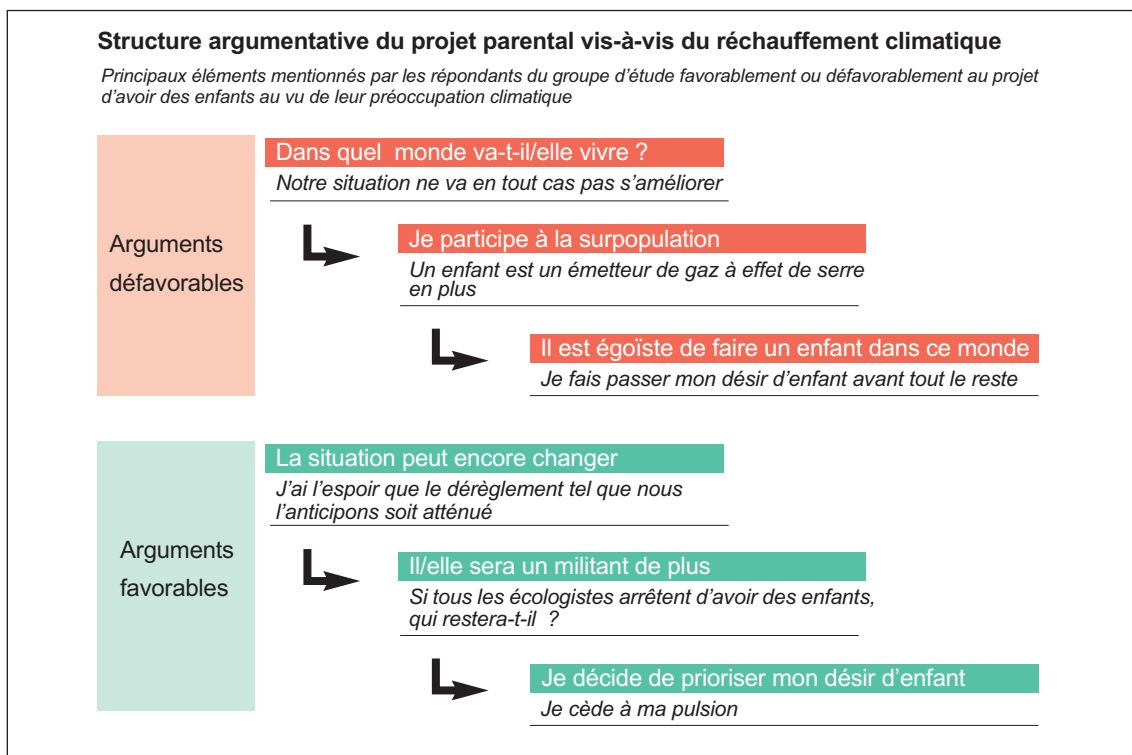 Structure argumentative du projet parental vis-à-vis du réchauffement climatique
Principaux éléments mentionnés par les répondants du groupe d'étude favorablement ou défavorablement au projet
d'avoir des enfants au vu de leur préoccupation climatique
Arguments
défavorables
Dans quel monde va-t-il/elle vivre ?
Notre situation ne va en tout cas pas s'améliorer
Je participe à la surpopulation
Un enfant est un émetteur de gaz à effet de serre
en plus
Il est égoïste de faire un enfant dans ce monde
Je fais passer mon désir d'enfant avant tout le reste
Arguments
favorables
La situation peut encore changer
J'ai l'espoir que le dérèglement tel que nous
l'anticipons soit atténué
Il/elle sera un militant de plus
Si tous les écologistes arrêtent d'avoir des enfants,
qui restera-t-il ?
Je décide de prioriser mon désir d'enfant
Je cède à ma pulsion